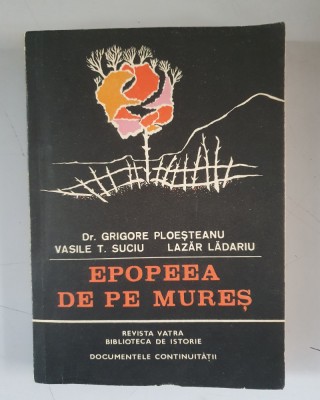 Dr. GRIGORE PLOEȘTEANU
VASILE T. SUCIU LAZĂR LĂDARIU
EPOPEEA
DE PE MUREȘ
REVISTA VATRA
BIBLIOTECA DE ISTORIE
DOCUMENTELE CONTINUITĂȚII